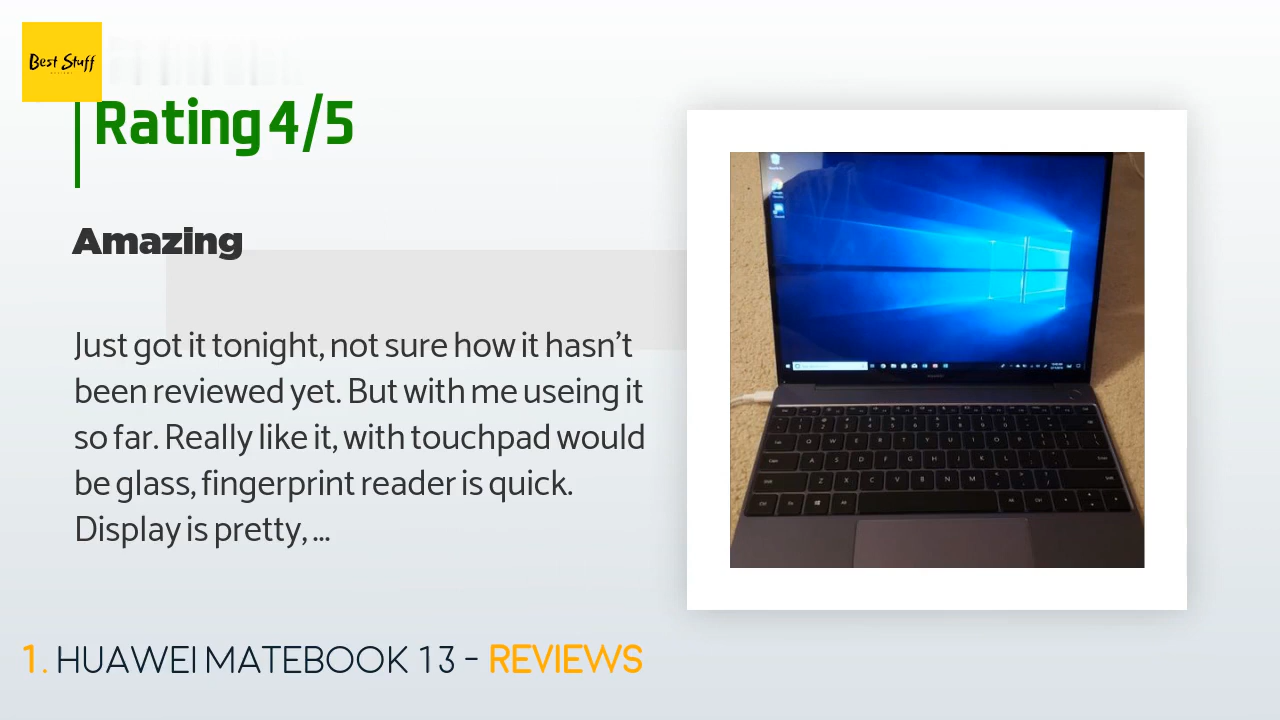 Best Stuff
Rating 4/5
Amazing
Just got it tonight, not sure how it hasn't
been reviewed yet. But with me useing it
so far. Really like it, with touchpad would
be glass, fingerprint reader is quick.
Display is pretty, ...
1. HUAWEI MATEBOOK 13 - REVIEWS